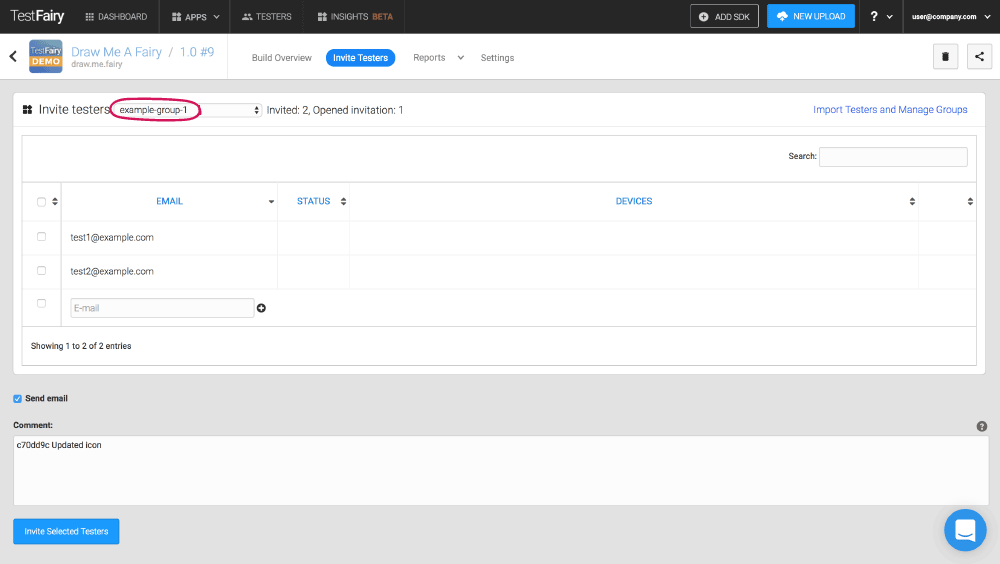 TestFairy DASHBOARD APPS TESTERS INSIGHTS BETA ADD SDK NEW UPLOAD ? user@company.com
TestFairy DEMO
Draw Me A Fairy / 1.0 #9
draw.me.fairy
Build Overview Invite Testers Reports Settings
Invite testers example-group-1 Invited: 2, Opened invitation: 1 Import Testers and Manage Groups
Search:
EMAIL STATUS DEVICES
test1@example.com
test2@example.com
E-mail
Showing 1 to 2 of 2 entries
Send email
Comment: ?
c70dd9c Updated icon
Invite Selected Testers